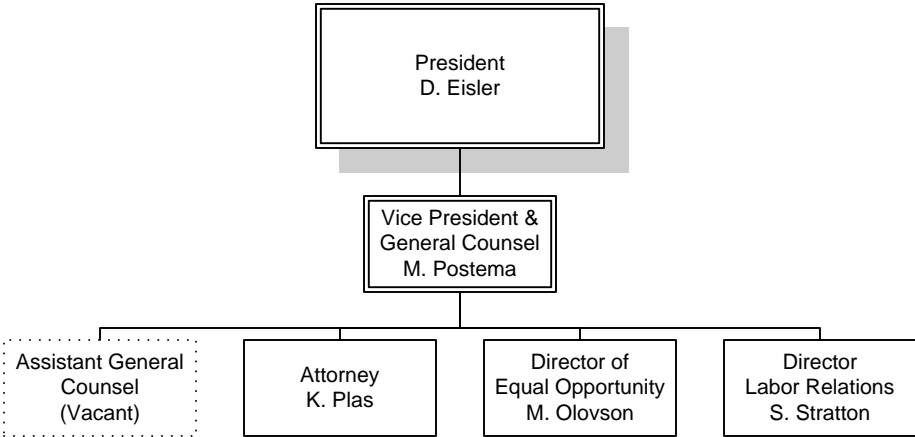 President
D. Eisler
Vice President &
General Counsel
M. Postema
Assistant General
Counsel
(Vacant)
Attorney
K. Plas
Director of
Equal Opportunity
M. Olovson
Director
Labor Relations
S. Stratton